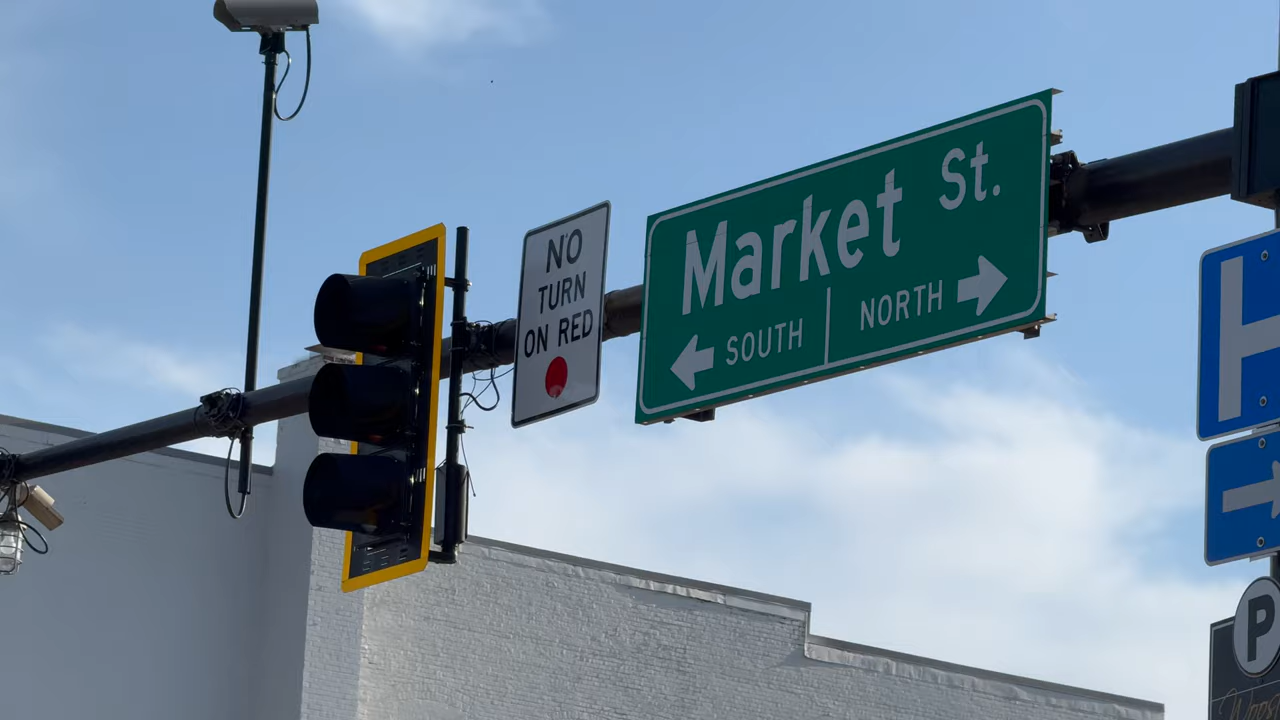 NO
TURN
ON RED
Market St.
SOUTH
NORTH
H
P